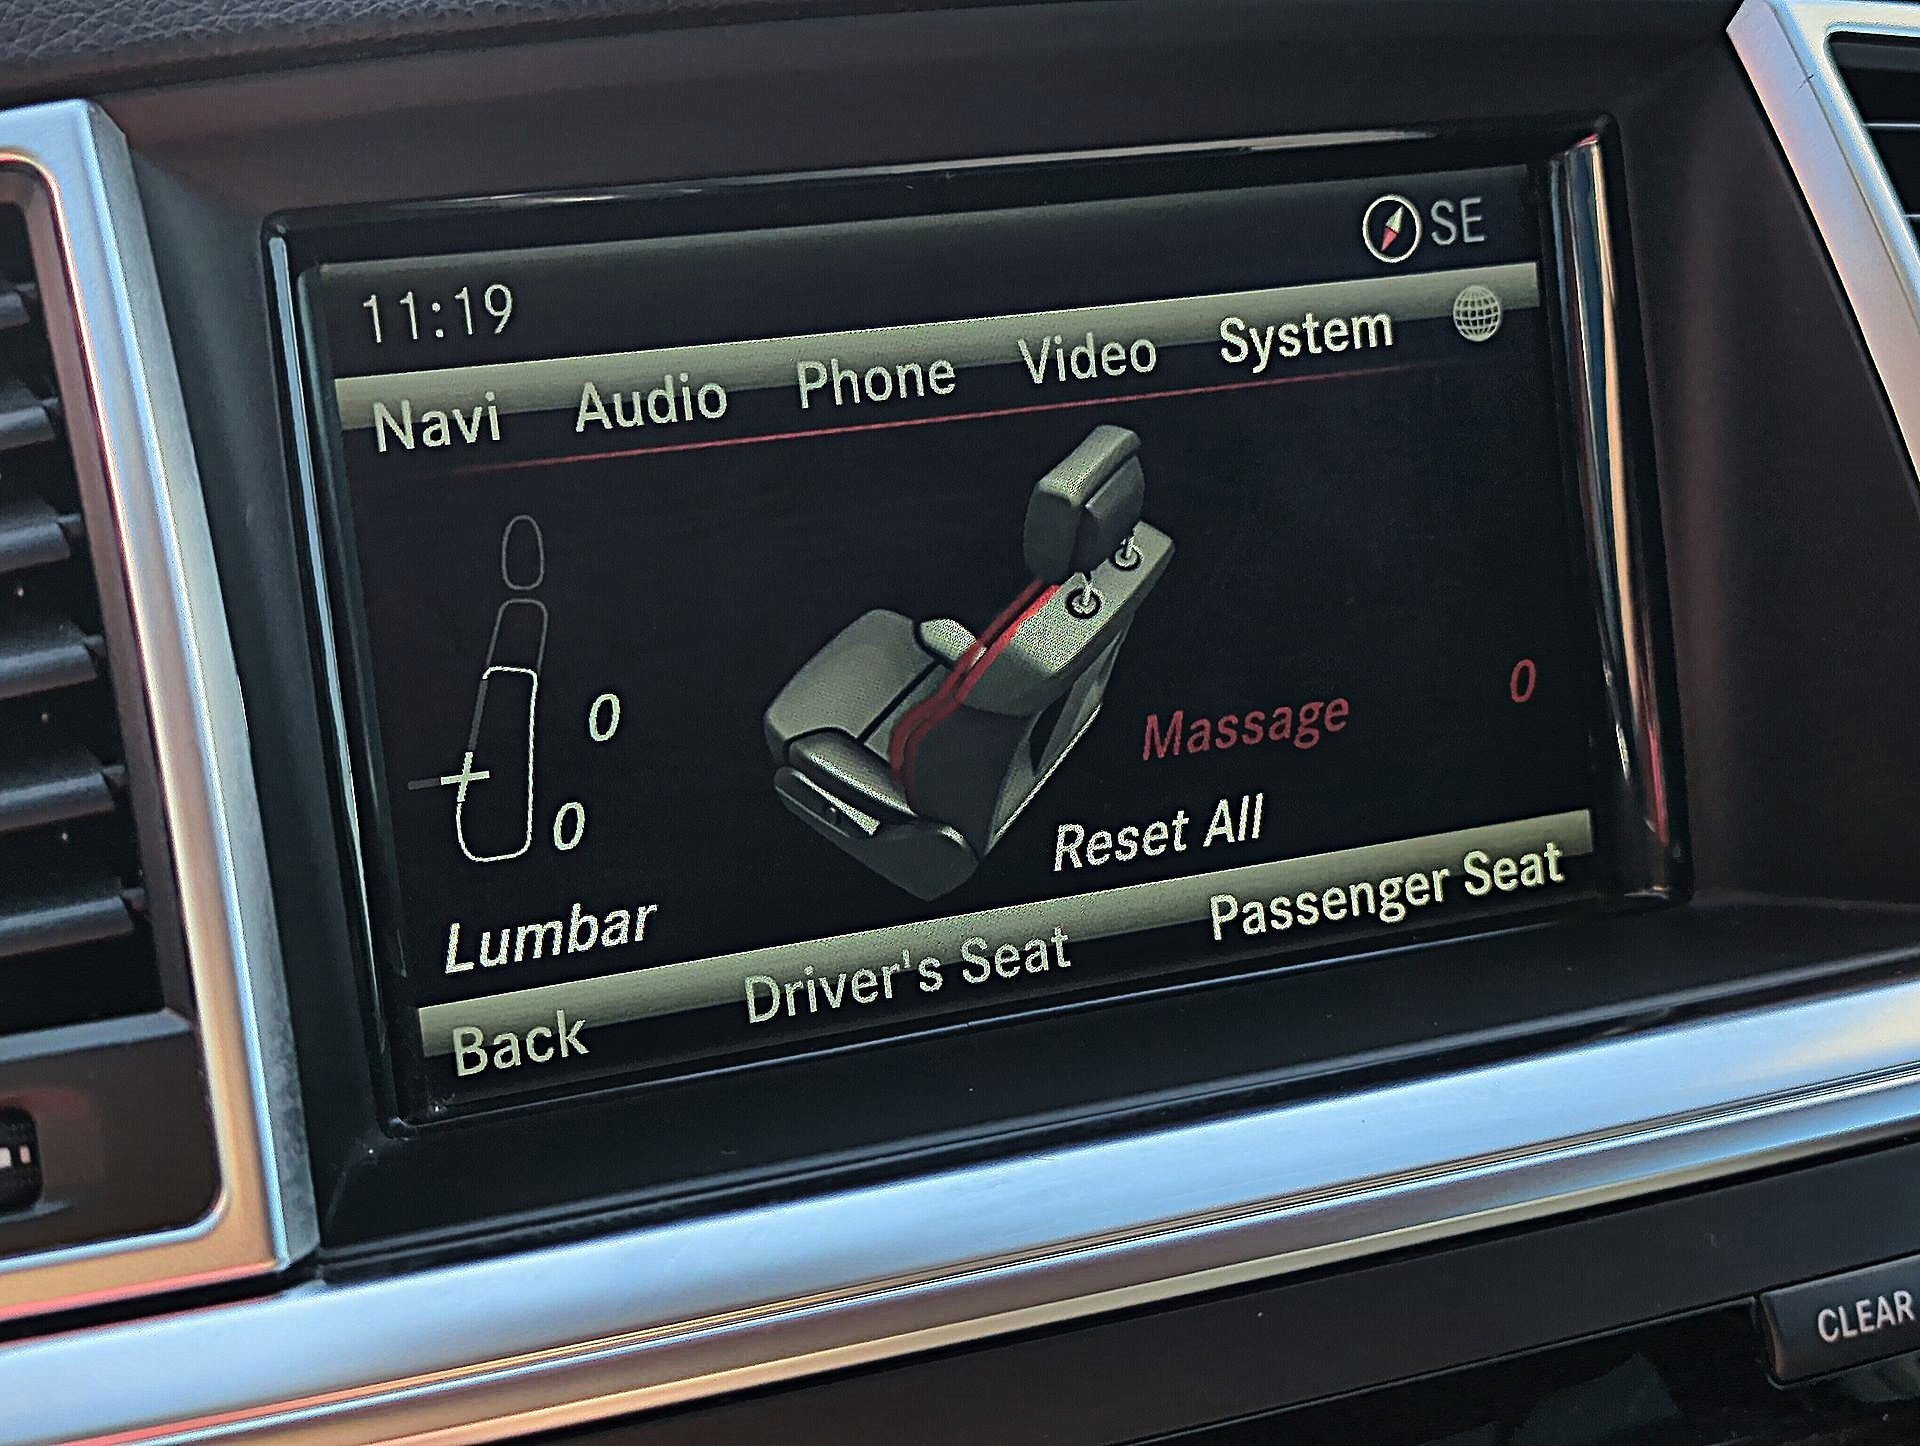 SE
11:19
Navi Audio Phone Video System
0
Massage 0
0
Reset All
Lumbar
Back Driver's Seat Passenger Seat
CLEAR